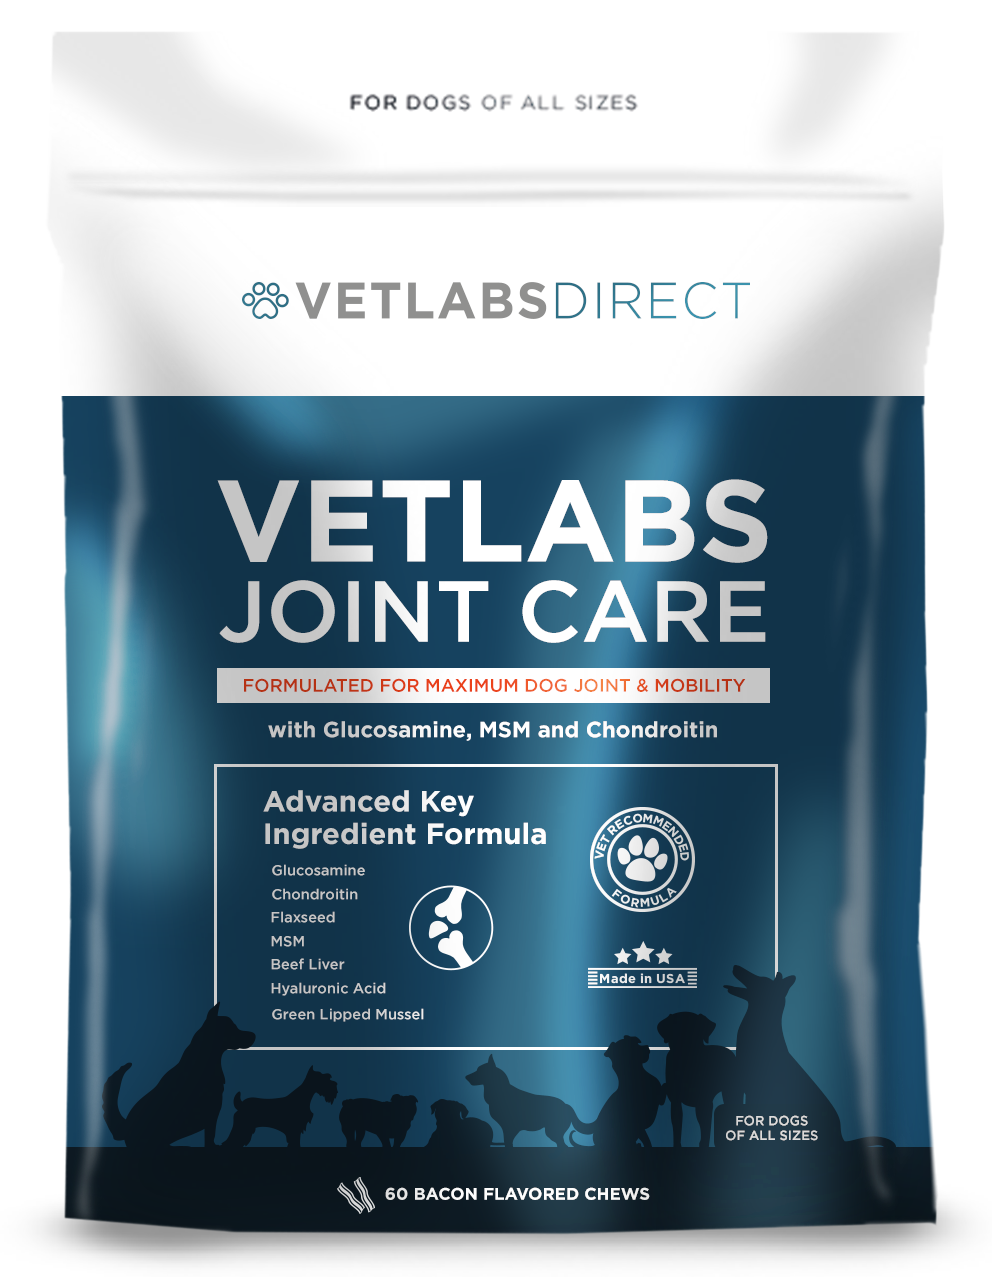 FOR DOGS OF ALL SIZES
VETLABSDIRECT
VETLABS
JOINT CARE
FORMULATED FOR MAXIMUM DOG JOINT & MOBILITY
with Glucosamine, MSM and Chondroitin
Advanced Key
Ingredient Formula
Glucosamine
Chondroitin
Flaxseed
MSM
Beef Liver
Hyaluronic Acid
Green Lipped Mussel
VET RECOMMENDED
FORMULA
Made in USA
FOR DOGS
OF ALL SIZES
60 BACON FLAVORED CHEWS